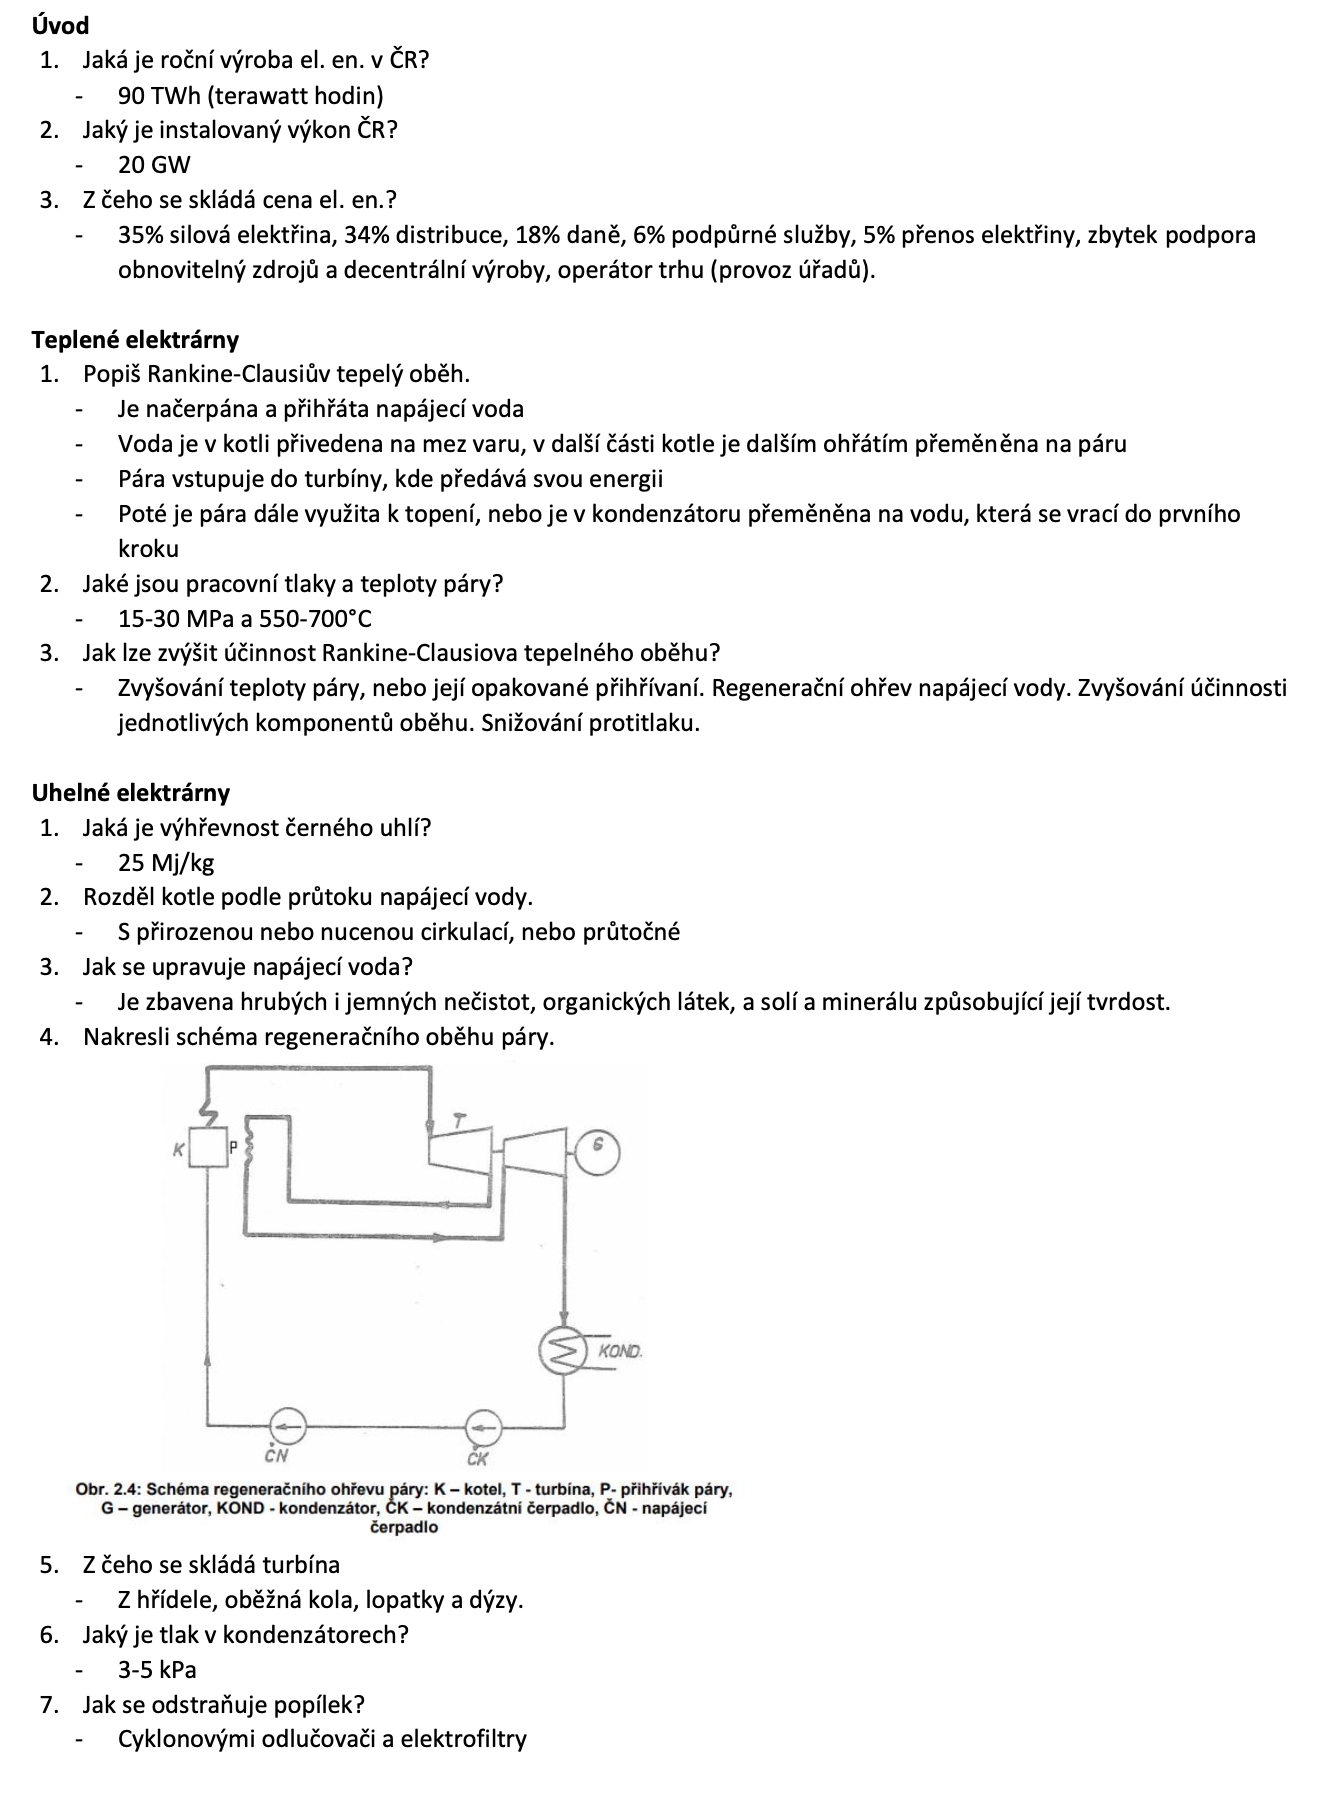 Úvod
1. Jaká je roční výroba el. en. v ČR?
- 90 TWh (terawatt hodin)
2. Jaký je instalovaný výkon ČR?
- 20 GW
3. Z čeho se skládá cena el. en.?
- 35% silová elektřina, 34% distribuce, 18% daně, 6% podpůrné služby, 5% přenos elektřiny, zbytek podpora
obnovitelný zdrojů a decentrální výroby, operátor trhu (provoz úřadů).
Teplené elektrárny
1. Popiš Rankine-Clausiův tepelý oběh.
- Je načerpána a přihřáta napájecí voda
- Voda je v kotli přivedena na mez varu, v další části kotle je dalším ohřátím přeměněna na páru
- Pára vstupuje do turbíny, kde předává svou energii
- Poté je pára dále využita k topení, nebo je v kondenzátoru přeměněna na vodu, která se vrací do prvního
kroku
2. Jaké jsou pracovní tlaky a teploty páry?
- 15-30 MPa a 550-700°C
3. Jak lze zvýšit účinnost Rankine-Clausiova tepelného oběhu?
- Zvyšování teploty páry, nebo její opakované přihřívaní. Regenerační ohřev napájecí vody. Zvyšování účinnosti
jednotlivých komponentů oběhu. Snižování protitlaku.
Uhelné elektrárny
1. Jaká je výhřevnost černého uhlí?
- 25 Mj/kg
2. Rozděl kotle podle průtoku napájecí vody.
- S přirozenou nebo nucenou cirkulací, nebo průtočné
3. Jak se upravuje napájecí voda?
- Je zbavena hrubých i jemných nečistot, organických látek, a solí a minerálu způsobující její tvrdost.
4. Nakresli schéma regeneračního oběhu páry.
T
K
P
G
KOND.
ČN
ČK
Obr. 2.4: Schéma regeneračního ohřevu páry: K – kotel, T - turbína, P- přihřívák páry,
G – generátor, KOND - kondenzátor, ČK – kondenzátní čerpadlo, ČN - napájecí
čerpadlo
5. Z čeho se skládá turbína
- Z hřídele, oběžná kola, lopatky a dýzy.
6. Jaký je tlak v kondenzátorech?
- 3-5 kPa
7. Jak se odstraňuje popílek?
- Cyklonovými odlučovači a elektrofiltry